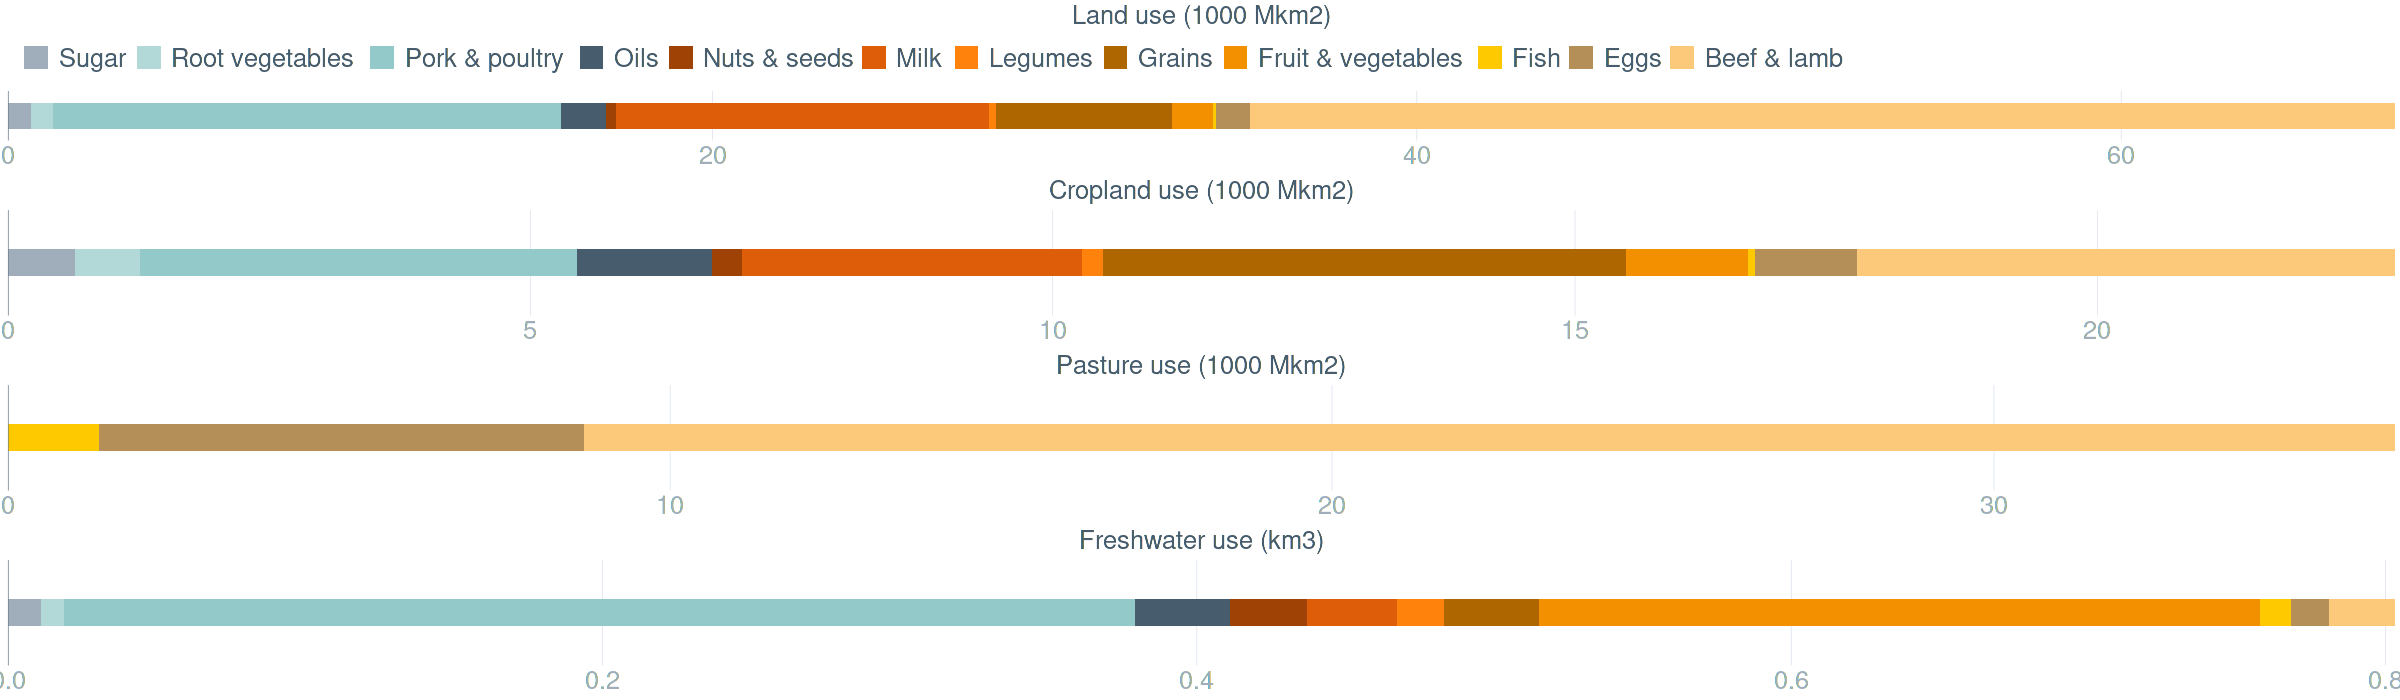 Land use (1000 Mkm2)
Sugar Root vegetables Pork & poultry Oils Nuts & seeds Milk Legumes Grains Fruit & vegetables Fish Eggs Beef & lamb
0 20 40 60
Cropland use (1000 Mkm2)
0 5 10 15 20
Pasture use (1000 Mkm2)
0 10 20 30
Freshwater use (km3)
0.0 0.2 0.4 0.6 0.8